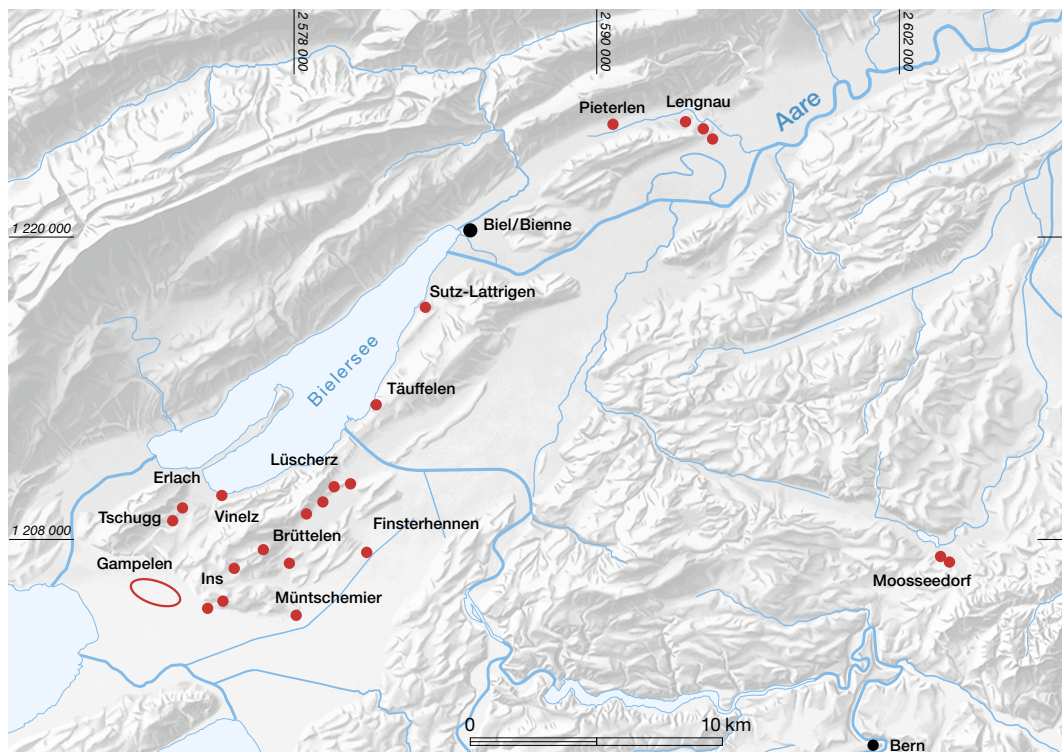 2 578 000
2 590 000
2 602 000
Pieterlen
Lengnau
Aare
1 220 000
Biel/Bienne
Sutz-Lattrigen
Bielersee
Täuffelen
Lüscherz
Erlach
Tschugg
Vinelz
Finsterhennen
1 208 000
Brüttelen
Gampelen
Ins
Müntschemier
Moosseedorf
0
10 km
Bern